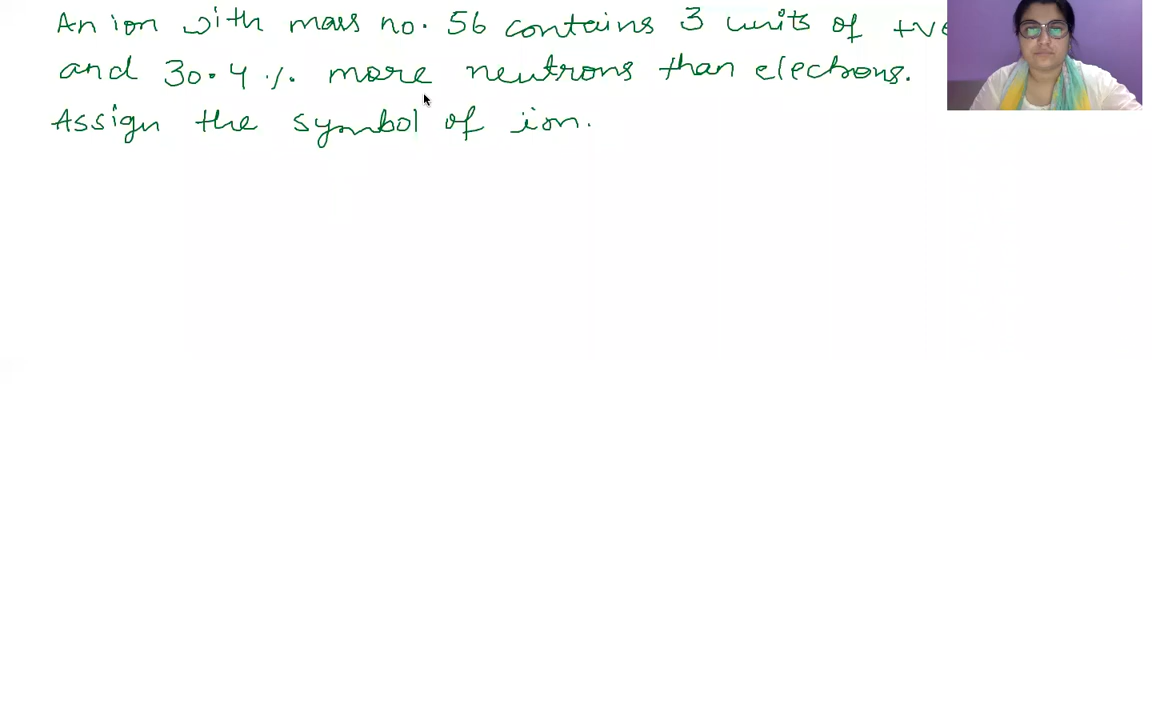 An ion with mass no. 56 contains 3 units of +ve
and 30.4 % more neutrons than electrons.
Assign the symbol of ion.